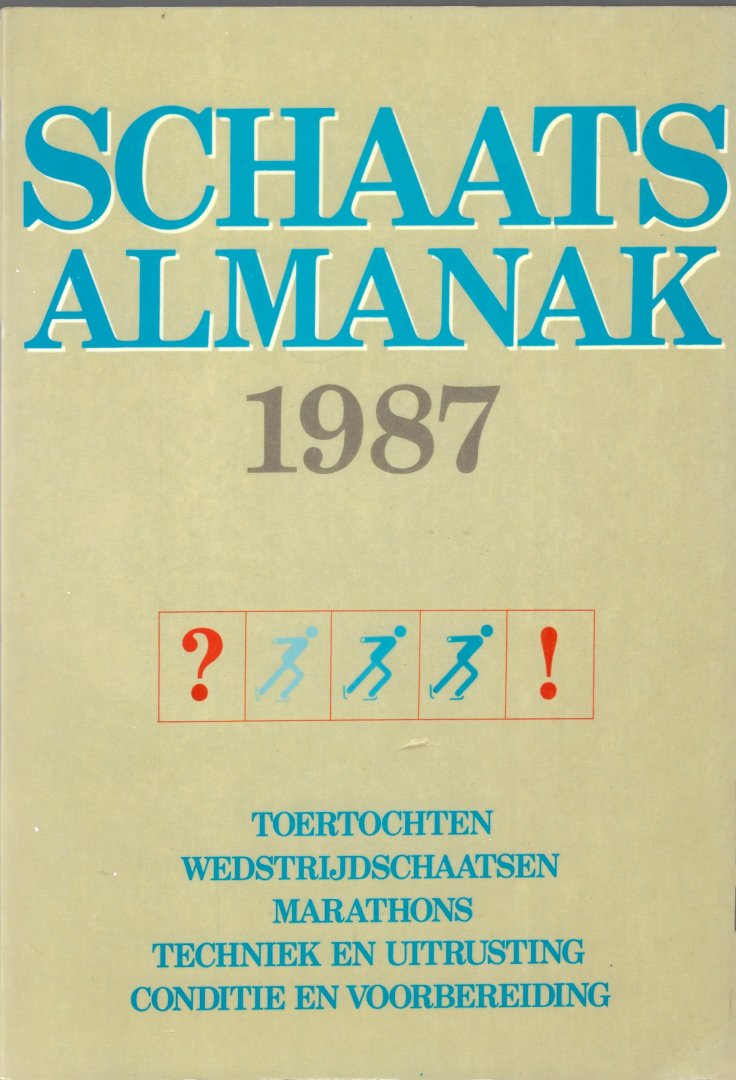 SCHAATS
ALMANAK
1987
? !
TOERTOCHTEN
WEDSTRIJDSCHAATSEN
MARATHONS
TECHNIEK EN UITRUSTING
CONDITIE EN VOORBEREIDING